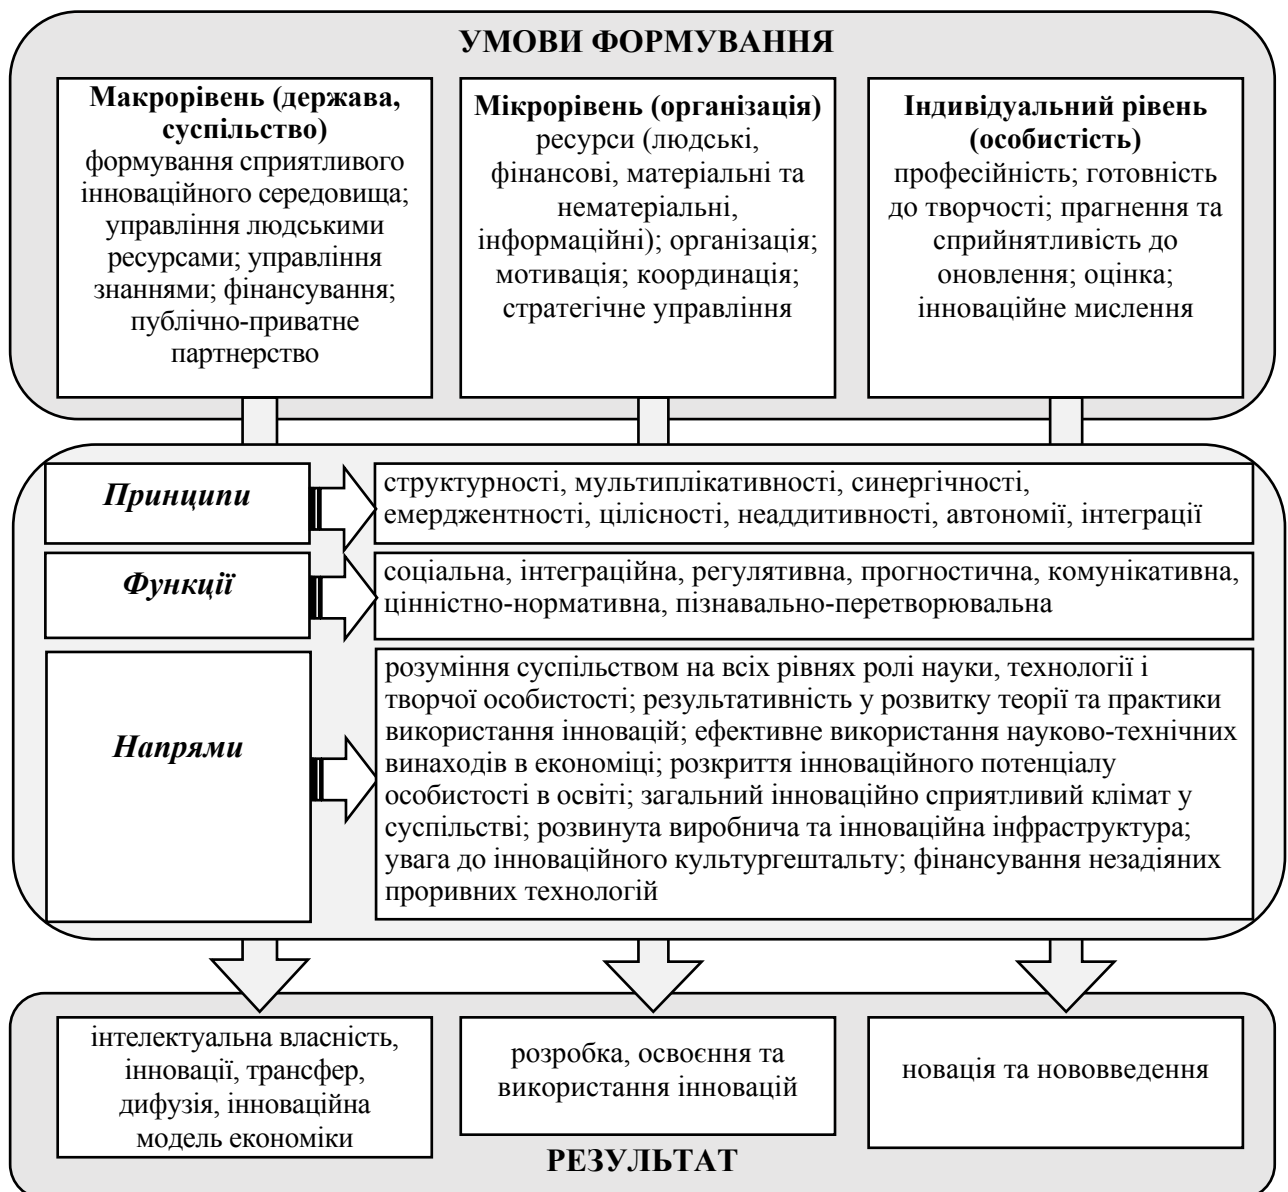 УМОВИ ФОРМУВАННЯ
Макрорівень (держава,
суспільство)
формування сприятливого
інноваційного середовища;
управління людськими
ресурсами; управління
знаннями; фінансування;
публічно-приватне
партнерство
Мікрорівень (організація)
ресурси (людські,
фінансові, матеріальні та
нематеріальні,
інформаційні); організація;
мотивація; координація;
стратегічне управління
Індивідуальний рівень
(особистість)
професійність; готовність
до творчості; прагнення та
сприйнятливість до
оновлення; оцінка;
інноваційне мислення
Принципи
структурності, мультиплікативності, синергічності,
емерджентності, цілісності, неаддитивності, автономії, інтеграції
Функції
соціальна, інтеграційна, регулятивна, прогностична, комунікативна,
ціннісно-нормативна, пізнавально-перетворювальна
Напрями
розуміння суспільством на всіх рівнях ролі науки, технології і
творчої особистості; результативність у розвитку теорії та практики
використання інновацій; ефективне використання науково-технічних
винаходів в економіці; розкриття інноваційного потенціалу
особистості в освіті; загальний інноваційно сприятливий клімат у
суспільстві; розвинута виробнича та інноваційна інфраструктура;
увага до інноваційного культургештальту; фінансування незадіяних
проривних технологій
інтелектуальна власність,
інновації, трансфер,
дифузія, інноваційна
модель економіки
розробка, освоєння та
використання інновацій
новація та нововведення
РЕЗУЛЬТАТ